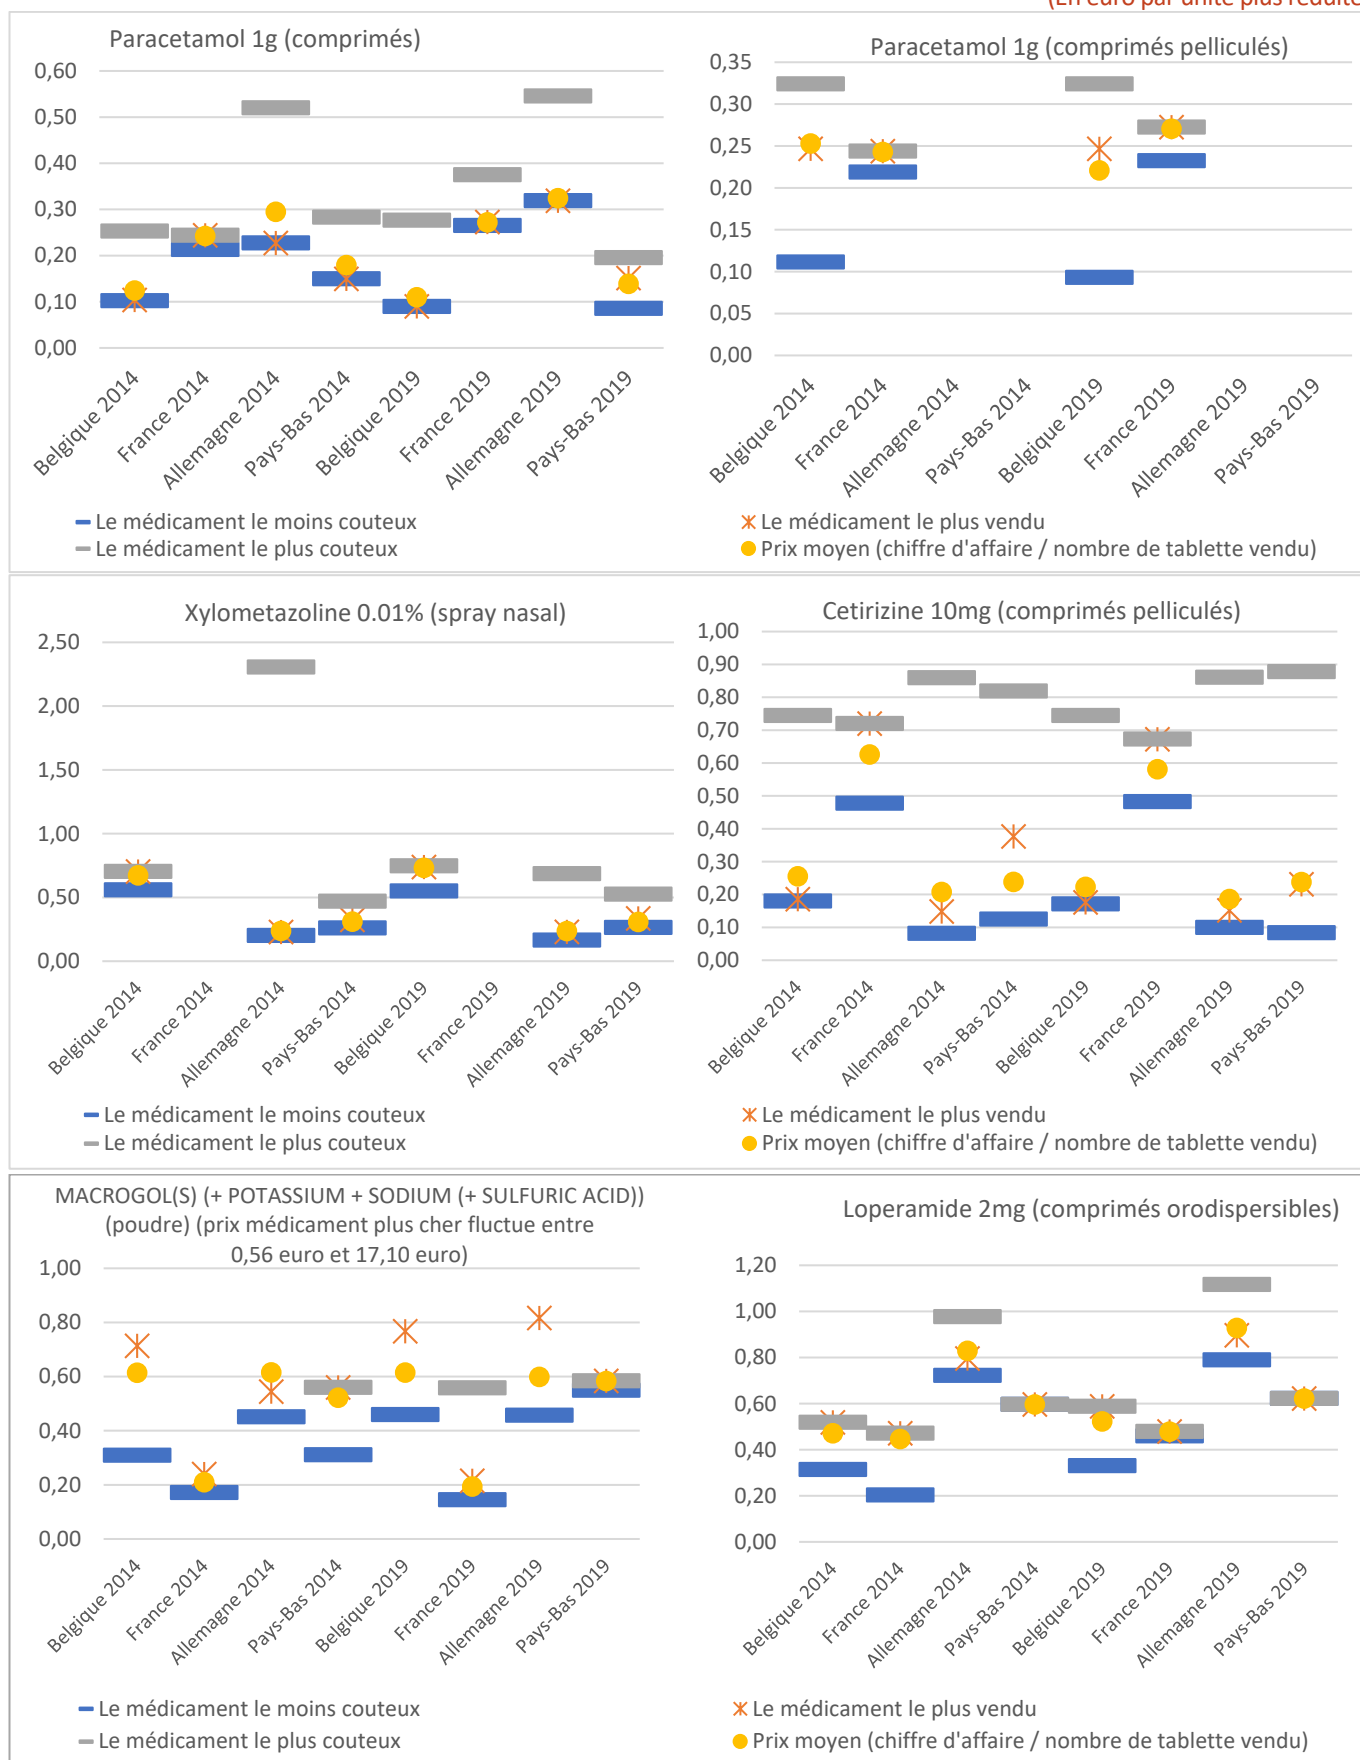 (En euro par unité plus réduite
Paracetamol 1g (comprimés)
0,60
0,50
0,40
0,30
0,20
0,10
0,00
Belgique 2014
France 2014
Allemagne 2014
Pays-Bas 2014
Belgique 2019
France 2019
Allemagne 2019
Pays-Bas 2019
Paracetamol 1g (comprimés pelliculés)
0,35
0,30
0,25
0,20
0,15
0,10
0,05
0,00
Belgique 2014
France 2014
Allemagne 2014
Pays-Bas 2014
Belgique 2019
France 2019
Allemagne 2019
Pays-Bas 2019
Le médicament le moins couteux
Le médicament le plus vendu
Le médicament le plus couteux
Prix moyen (chiffre d'affaire / nombre de tablette vendu)
Xylometazoline 0.01% (spray nasal)
2,50
2,00
1,50
1,00
0,50
0,00
Belgique 2014
France 2014
Allemagne 2014
Pays-Bas 2014
Belgique 2019
France 2019
Allemagne 2019
Pays-Bas 2019
Cetirizine 10mg (comprimés pelliculés)
1,00
0,90
0,80
0,70
0,60
0,50
0,40
0,30
0,20
0,10
0,00
Belgique 2014
France 2014
Allemagne 2014
Pays-Bas 2014
Belgique 2019
France 2019
Allemagne 2019
Pays-Bas 2019
Le médicament le moins couteux
Le médicament le plus vendu
Le médicament le plus couteux
Prix moyen (chiffre d'affaire / nombre de tablette vendu)
MACROGOL(S) (+ POTASSIUM + SODIUM (+ SULFURIC ACID))
(poudre) (prix médicament plus cher fluctue entre
0,56 euro et 17,10 euro)
1,00
0,80
0,60
0,40
0,20
0,00
Belgique 2014
France 2014
Allemagne 2014
Pays-Bas 2014
Belgique 2019
France 2019
Allemagne 2019
Pays-Bas 2019
Loperamide 2mg (comprimés orodispersibles)
1,20
1,00
0,80
0,60
0,40
0,20
0,00
Belgique 2014
France 2014
Allemagne 2014
Pays-Bas 2014
Belgique 2019
France 2019
Allemagne 2019
Pays-Bas 2019
Le médicament le moins couteux
Le médicament le plus vendu
Le médicament le plus couteux
Prix moyen (chiffre d'affaire / nombre de tablette vendu)